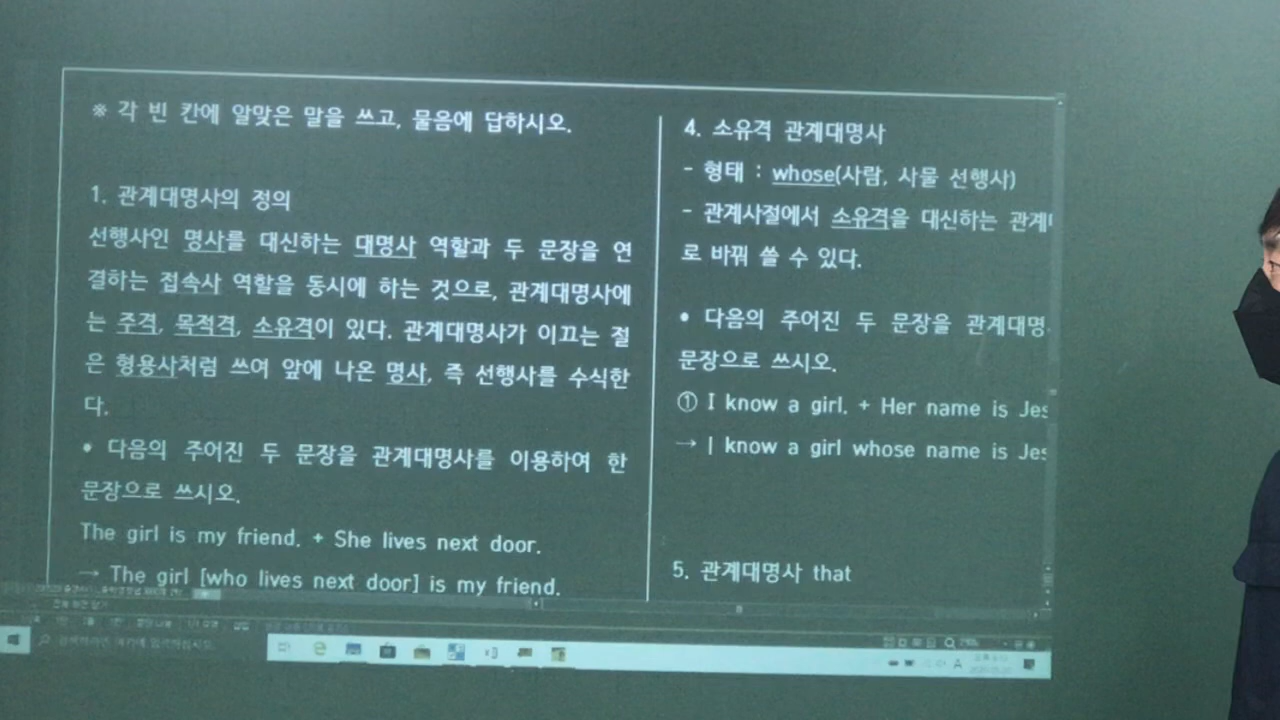 ※ 각 빈 칸에 알맞은 말을 쓰고, 물음에 답하시오.
1. 관계대명사의 정의
선행사인 명사를 대신하는 대명사 역할과 두 문장을 연
결하는 접속사 역할을 동시에 하는 것으로, 관계대명사에
는 주격, 목적격, 소유격이 있다. 관계대명사가 이끄는 절
은 형용사처럼 쓰여 앞에 나온 명사, 즉 선행사를 수식한
다.
• 다음의 주어진 두 문장을 관계대명사를 이용하여 한
문장으로 쓰시오.
The girl is my friend. + She lives next door.
→ The girl [who lives next door] is my friend.
4. 소유격 관계대명사
- 형태 : whose(사람, 사물 선행사)
- 관계사절에서 소유격을 대신하는 관계
로 바꿔 쓸 수 있다.
• 다음의 주어진 두 문장을 관계대명
문장으로 쓰시오.
① I know a girl. + Her name is Jes
→ I know a girl whose name is Jes
5. 관계대명사 that